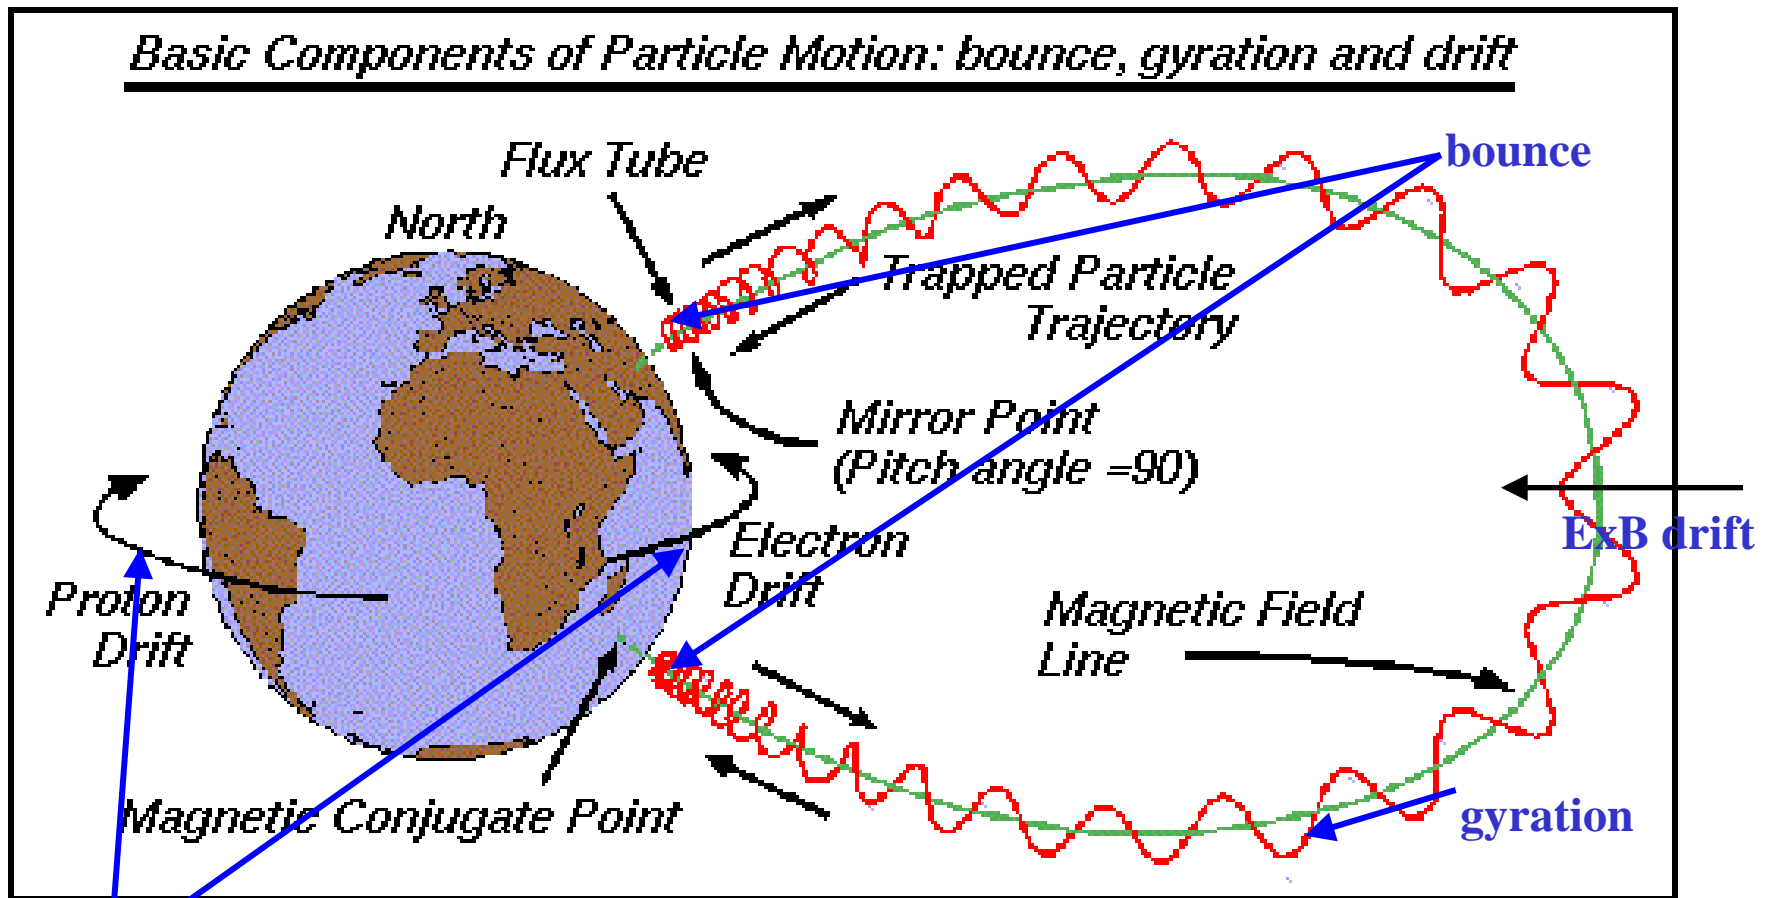 Basic Components of Particle Motion: bounce, gyration and drift
bounce
Flux Tube
North
Trapped Particle
Trajectory
Mirror Point
(Pitch angle =90)
ExB drift
Electron
Drift
Proton
Drift
Magnetic Field
Line
Magnetic Conjugate Point
gyration